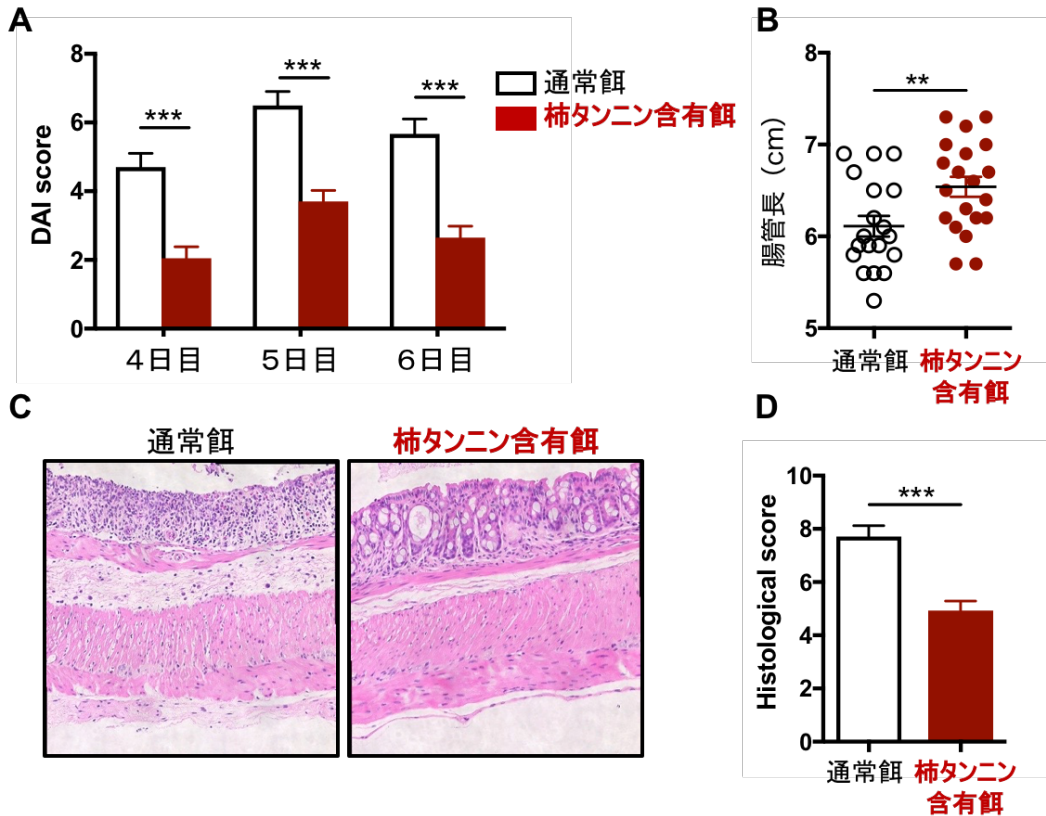 A
8
6
4
2
0
DAI score
***
***
***
4日目
5日目
6日目
通常餌
柿タンニン含有餌
B
8
7
6
5
腸管長（cm）
**
通常餌
柿タンニン
含有餌
C
通常餌
柿タンニン含有餌
D
10
8
6
4
2
0
Histological score
***
通常餌
柿タンニン
含有餌